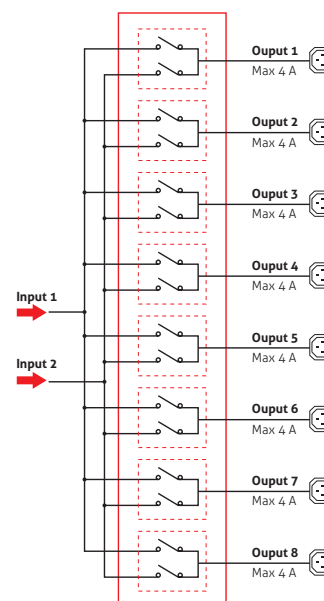 Ouput 1
Max 4 A
Ouput 2
Max 4 A
Ouput 3
Max 4 A
Ouput 4
Max 4 A
Input 1
Ouput 5
Max 4 A
Input 2
Ouput 6
Max 4 A
Ouput 7
Max 4 A
Ouput 8
Max 4 A